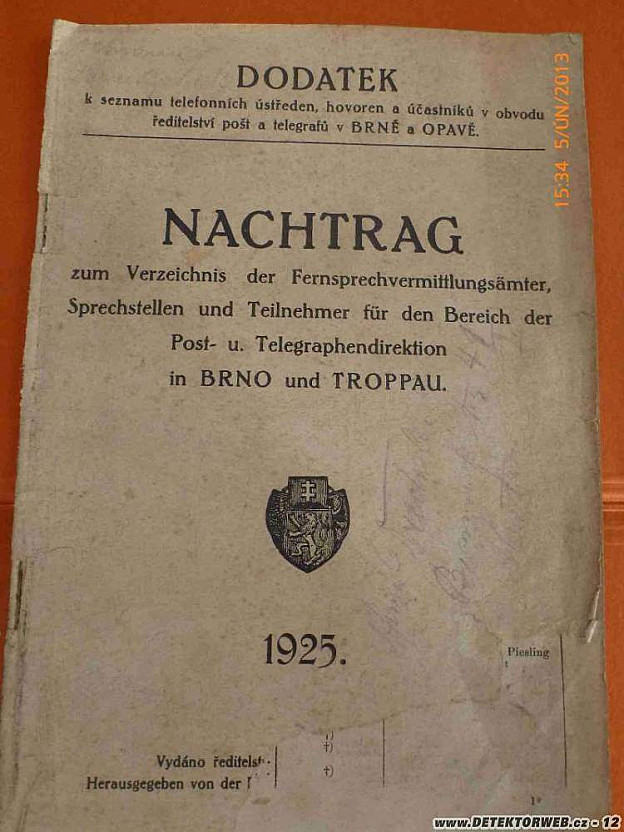 DODATEK
k seznamu telefonních ústředen, hovoren a účastníků v obvodu
ředitelství pošt a telegrafů v BRNĚ a OPAVĚ.
NACHTRAG
zum Verzeichnis der Fernsprechvermittlungsämter,
Sprechstellen und Teilnehmer für den Bereich der
Post- u. Telegraphendirektion
in BRNO und TROPPAU.
1925.
Piesling
†)
†)
Vydáno ředitelst
Herausgegeben von der
1*
15:34 5/ÚN/2013
www.DETEKTORWEB.cz - 12